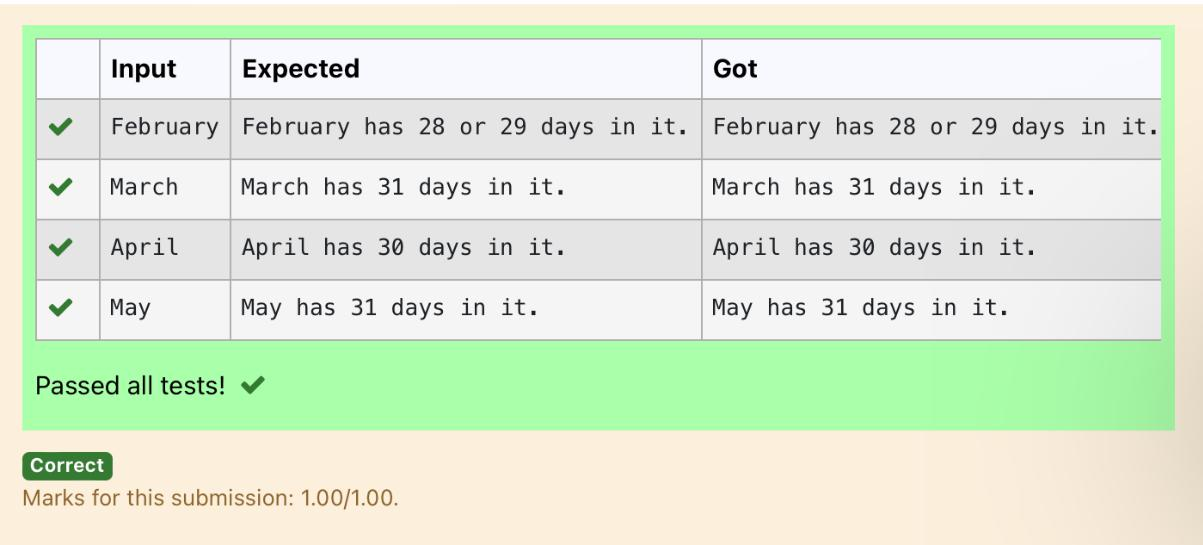 Input Expected Got
February February has 28 or 29 days in it. February has 28 or 29 days in it.
March March has 31 days in it. March has 31 days in it.
April April has 30 days in it. April has 30 days in it.
May May has 31 days in it. May has 31 days in it.
Passed all tests!
Correct
Marks for this submission: 1.00/1.00.